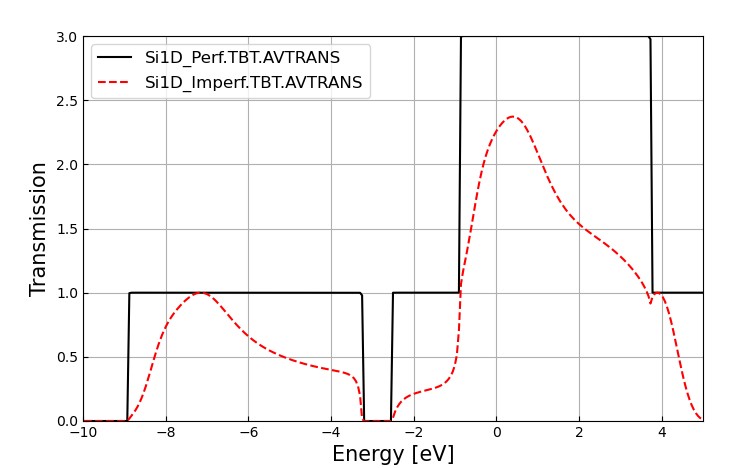 3.0
Si1D_Perf.TBT.AVTRANS
Si1D_Imperf.TBT.AVTRANS
2.5
2.0
1.5
1.0
0.5
0.0
Transmission
−10 −8 −6 −4 −2 0 2 4
Energy [eV]